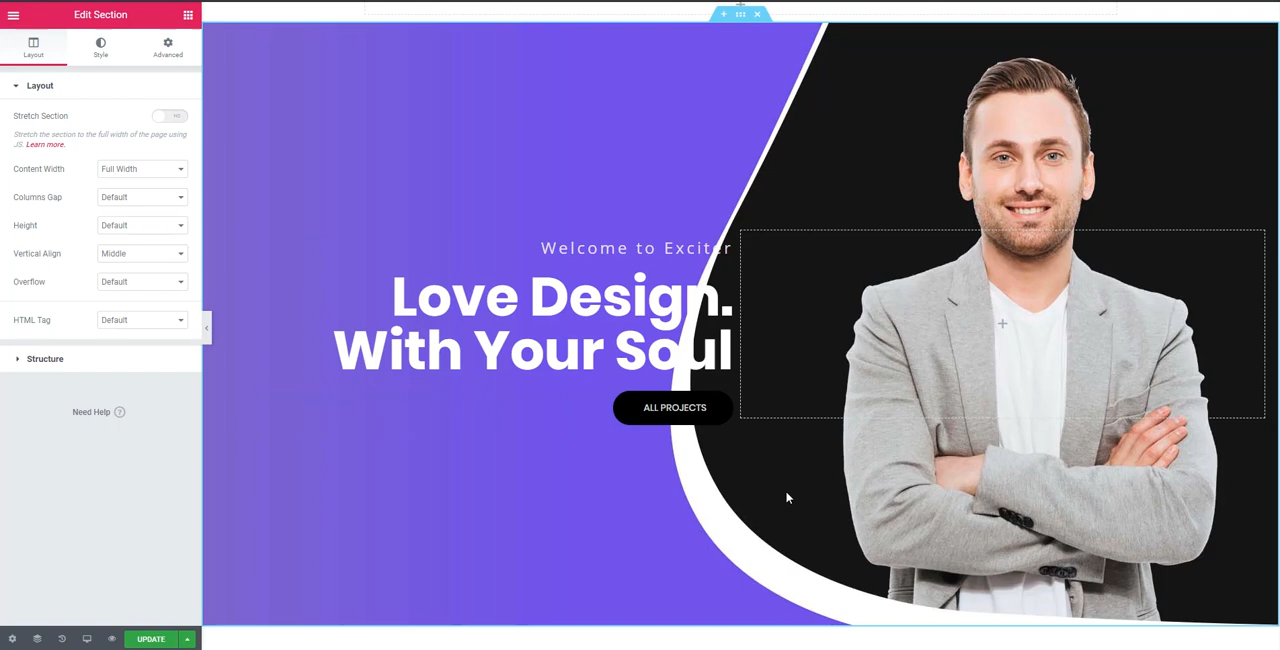 Edit Section
Layout
Style
Advanced
Layout
Stretch Section
NO
Stretch the section to the full width of the page using
JS. Learn more.
Content Width
Full Width
Columns Gap
Default
Height
Default
Vertical Align
Middle
Overflow
Default
HTML Tag
Default
Structure
Need Help ?
UPDATE
Welcome to Exciter
Love Design.
With Your Soul
ALL PROJECTS